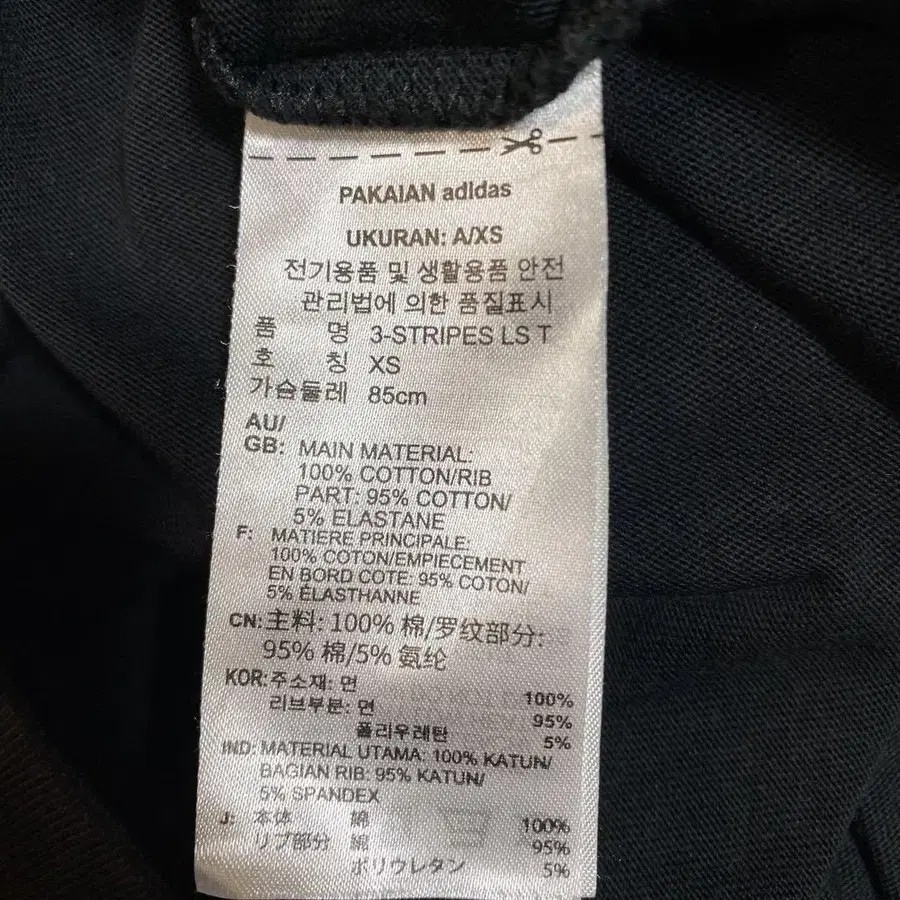 PAKAIAN adidas
UKURAN: A/XS
전기용품 및 생활용품 안전
관리법에 의한 품질표시
품 명 3-STRIPES LS T
호 칭 XS
가슴둘레 85cm
AU/
GB: MAIN MATERIAL:
100% COTTON/RIB
PART: 95% COTTON/
5% ELASTANE
F: MATIERE PRINCIPALE:
100% COTON/EMPIECEMENT
EN BORD COTE: 95% COTON/
5% ÉLASTHANNE
CN: 主料: 100% 棉/罗纹部分:
95% 棉/5% 氨纶
KOR: 주소재: 면 100%
리브부분: 면 95%
폴리우레탄 5%
IND: MATERIAL UTAMA: 100% KATUN/
BAGIAN RIB: 95% KATUN/
5% SPANDEX
J: 本体 綿 100%
リブ部分 綿 95%
ポリウレタン 5%